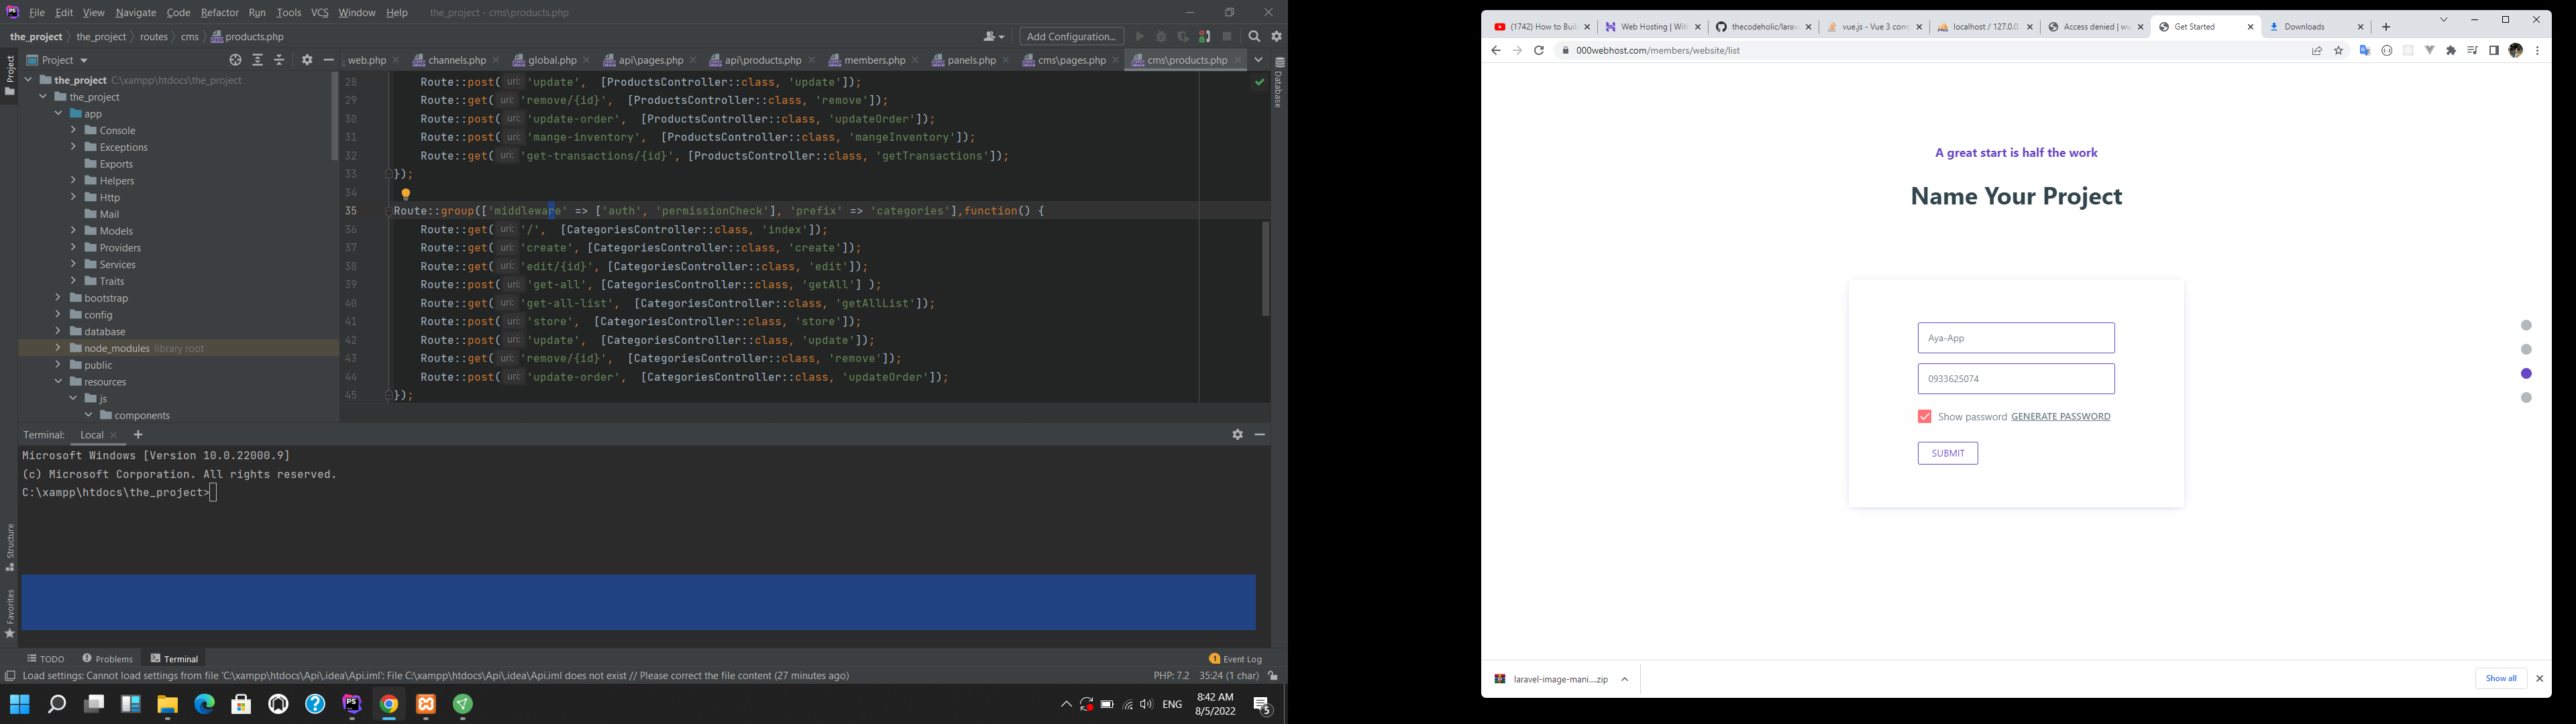 File Edit View Navigate Code Refactor Run Tools VCS Window Help the_project - cms\products.php
the_project the_project routes cms products.php
Add Configuration...
Project
web.php channels.php global.php api\pages.php api\products.php members.php panels.php cms\pages.php cms\products.php
the_project C:\xampp\htdocs\the_project
the_project
app
Console
Exceptions
Exports
Helpers
Http
Mail
Models
Providers
Services
Traits
bootstrap
config
database
node_modules library root
public
resources
js
components
28 Route::post( uri: 'update', [ProductsController::class, 'update']);
29 Route::get( uri: 'remove/{id}', [ProductsController::class, 'remove']);
30 Route::post( uri: 'update-order', [ProductsController::class, 'updateOrder']);
31 Route::post( uri: 'mange-inventory', [ProductsController::class, 'mangeInventory']);
32 Route::get( uri: 'get-transactions/{id}', [ProductsController::class, 'getTransactions']);
33 });
34
35 Route::group(['middleware' => ['auth', 'permissionCheck'], 'prefix' => 'categories'],function() {
36 Route::get( uri: '/', [CategoriesController::class, 'index']);
37 Route::get( uri: 'create', [CategoriesController::class, 'create']);
38 Route::get( uri: 'edit/{id}', [CategoriesController::class, 'edit']);
39 Route::post( uri: 'get-all', [CategoriesController::class, 'getAll'] );
40 Route::get( uri: 'get-all-list', [CategoriesController::class, 'getAllList']);
41 Route::post( uri: 'store', [CategoriesController::class, 'store']);
42 Route::post( uri: 'update', [CategoriesController::class, 'update']);
43 Route::get( uri: 'remove/{id}', [CategoriesController::class, 'remove']);
44 Route::post( uri: 'update-order', [CategoriesController::class, 'updateOrder']);
45 });
Project
Structure
Favorites
Database
Terminal: Local
Microsoft Windows [Version 10.0.22000.9]
(c) Microsoft Corporation. All rights reserved.
C:\xampp\htdocs\the_project>
TODO Problems Terminal
1 Event Log
Load settings: Cannot load settings from file 'C:\xampp\htdocs\Api\.idea\Api.iml': File C:\xampp\htdocs\Api\.idea\Api.iml does not exist // Please correct the file content (27 minutes ago)
PHP: 7.2 35:24 (1 char)
PS
ENG
8:42 AM
8/5/2022
5
(1742) How to Buil Web Hosting | Wit thecodeholic/larav vue.js - Vue 3 com localhost / 127.0.0. Access denied | w Get Started Downloads
000webhost.com/members/website/list
A great start is half the work
Name Your Project
Aya-App
0933625074
Show password GENERATE PASSWORD
SUBMIT
laravel-image-mani....zip
Show all